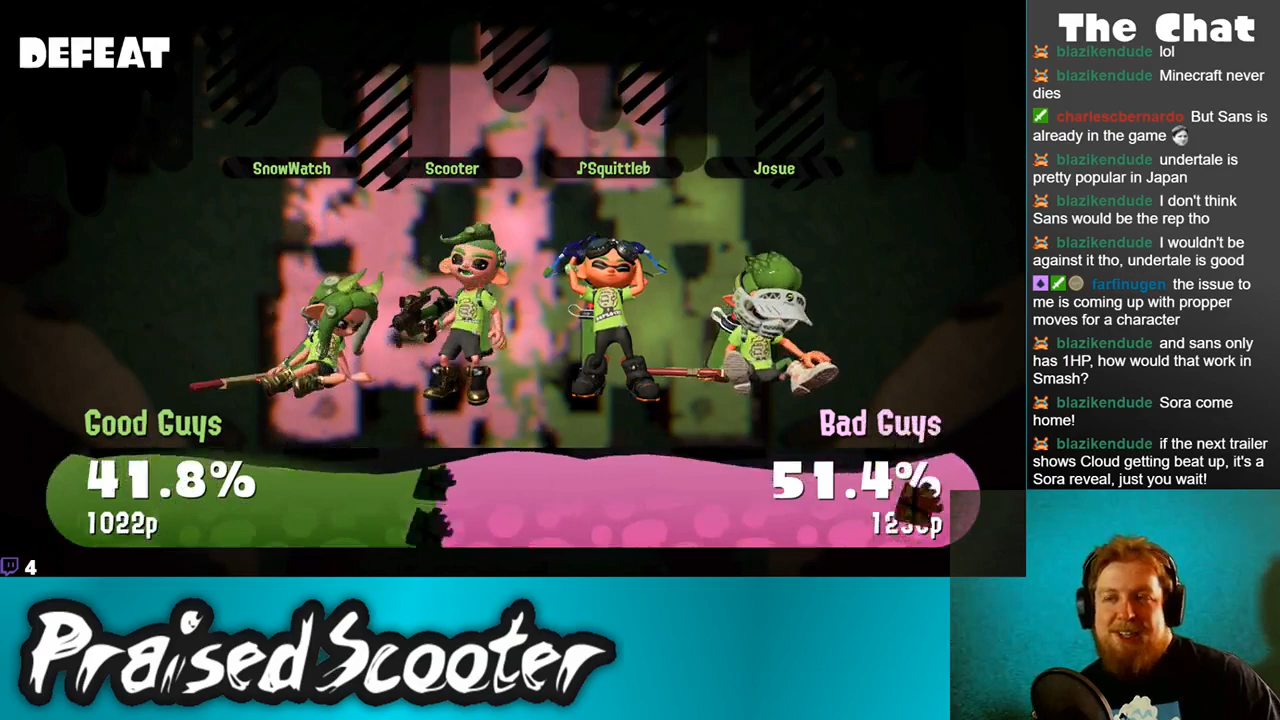 DEFEAT
SnowWatch
Scooter
♪Squittleb
Josue
Good Guys
Bad Guys
41.8%
51.4%
1022p
4
PraisedScooter
The Chat
blazikendude lol
blazikendude Minecraft never
dies
charlescbernardo But Sans is
already in the game
blazikendude undertale is
pretty popular in Japan
blazikendude I don't think
Sans would be the rep tho
blazikendude I wouldn't be
against it tho, undertale is good
farfinugen the issue to
me is coming up with propper
moves for a character
blazikendude and sans only
has 1HP, how would that work in
Smash?
blazikendude Sora come
home!
blazikendude if the next trailer
shows Cloud getting beat up, it's a
Sora reveal, just you wait!